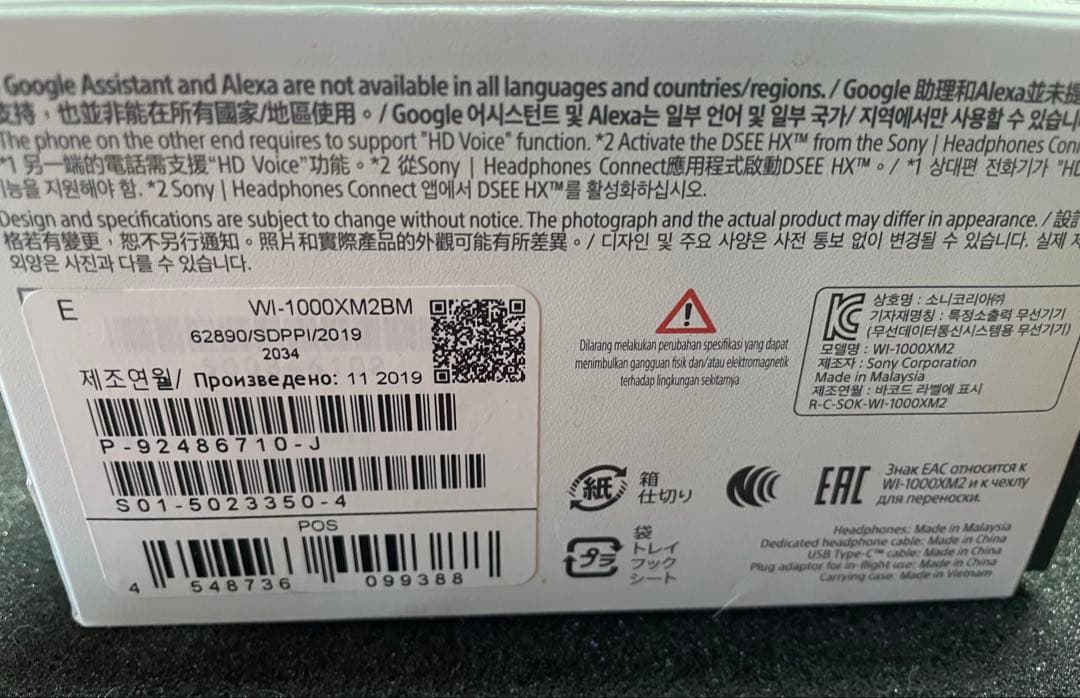 Google Assistant and Alexa are not available in all languages and countries/regions. / Google 助理和Alexa並未提
支持，也並非能在所有國家/地區使用。/ Google 어시스턴트 및 Alexa는 일부 언어 및 일부 국가/ 지역에서만 사용할 수 있습니
The phone on the other end requires to support "HD Voice" function. *2 Activate the DSEE HX™ from the Sony | Headphones Con
*1 另一端的電話需支援“HD Voice”功能。*2 從Sony | Headphones Connect應用程式啟動DSEE HX™。/ *1 상대편 전화기가 "HD
능을 지원해야 함. *2 Sony | Headphones Connect 앱에서 DSEE HX™를 활성화하십시오.
Design and specifications are subject to change without notice. The photograph and the actual product may differ in appearance. / 設計
格若有變更，恕不另行通知。照片和實際產品的外觀可能有所差異。/ 디자인 및 주요 사양은 사전 통보 없이 변경될 수 있습니다. 실제 제
외양은 사진과 다를 수 있습니다.
E WI-1000XM2BM
62890/SDPPI/2019
2034
제조연월/ Произведено: 11 2019
P-92486710-J
S01-5023350-4
POS
4 548736 099388
Dilarang melakukan perubahan spesifikasi yang dapat
menimbulkan gangguan fisik dan/atau elektromagnetik
terhadap lingkungan sekitarnya
상호명 : 소니코리아㈜
기자재명칭 : 특정소출력 무선기기
(무선데이터통신시스템용 무선기기)
모델명 : WI-1000XM2
제조자 : Sony Corporation
Made in Malaysia
제조연월 : 바코드 라벨에 표시
R-C-SOK-WI-1000XM2
紙
箱
仕切り
プラ
袋
トレイ
フック
シート
EAC
Знак ЕАС относится к
WI-1000XM2 и к чехлу
для переноски.
Headphones: Made in Malaysia
Dedicated headphone cable: Made in China
USB Type-C™ cable: Made in China
Plug adaptor for in-flight use: Made in China
Carrying case: Made in Vietnam